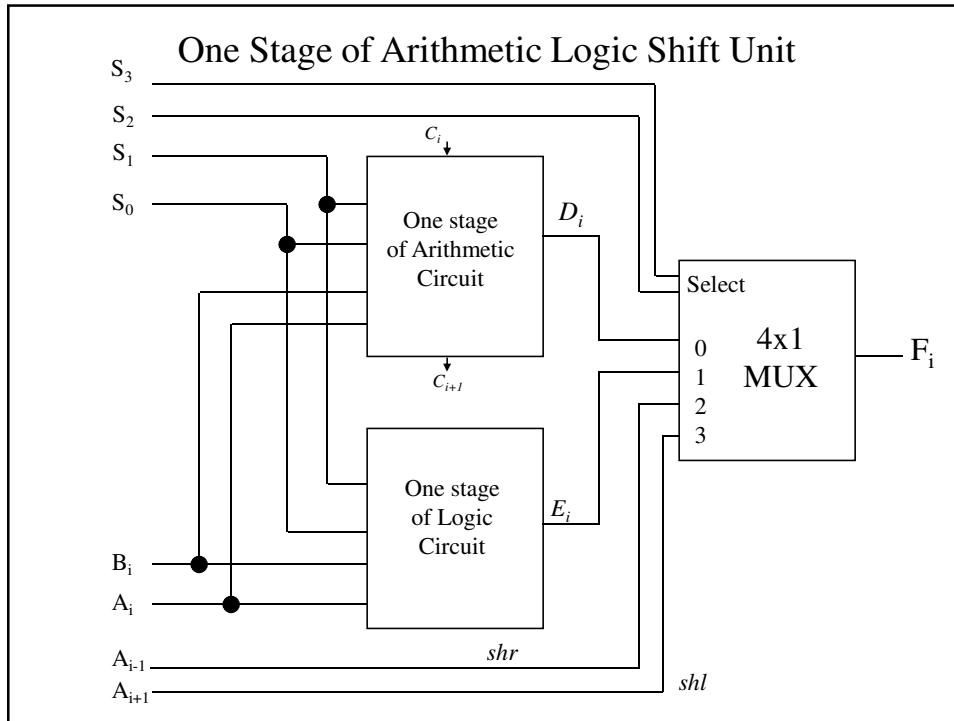 One Stage of Arithmetic Logic Shift Unit
S₃
S₂
S₁
S₀
Cᵢ
One stage
of Arithmetic
Circuit
Dᵢ
Cᵢ₊₁
Select
0
1
2
3
4x1
MUX
Fᵢ
One stage
of Logic
Circuit
Eᵢ
Bᵢ
Aᵢ
Aᵢ₋₁
shr
Aᵢ₊₁
shl